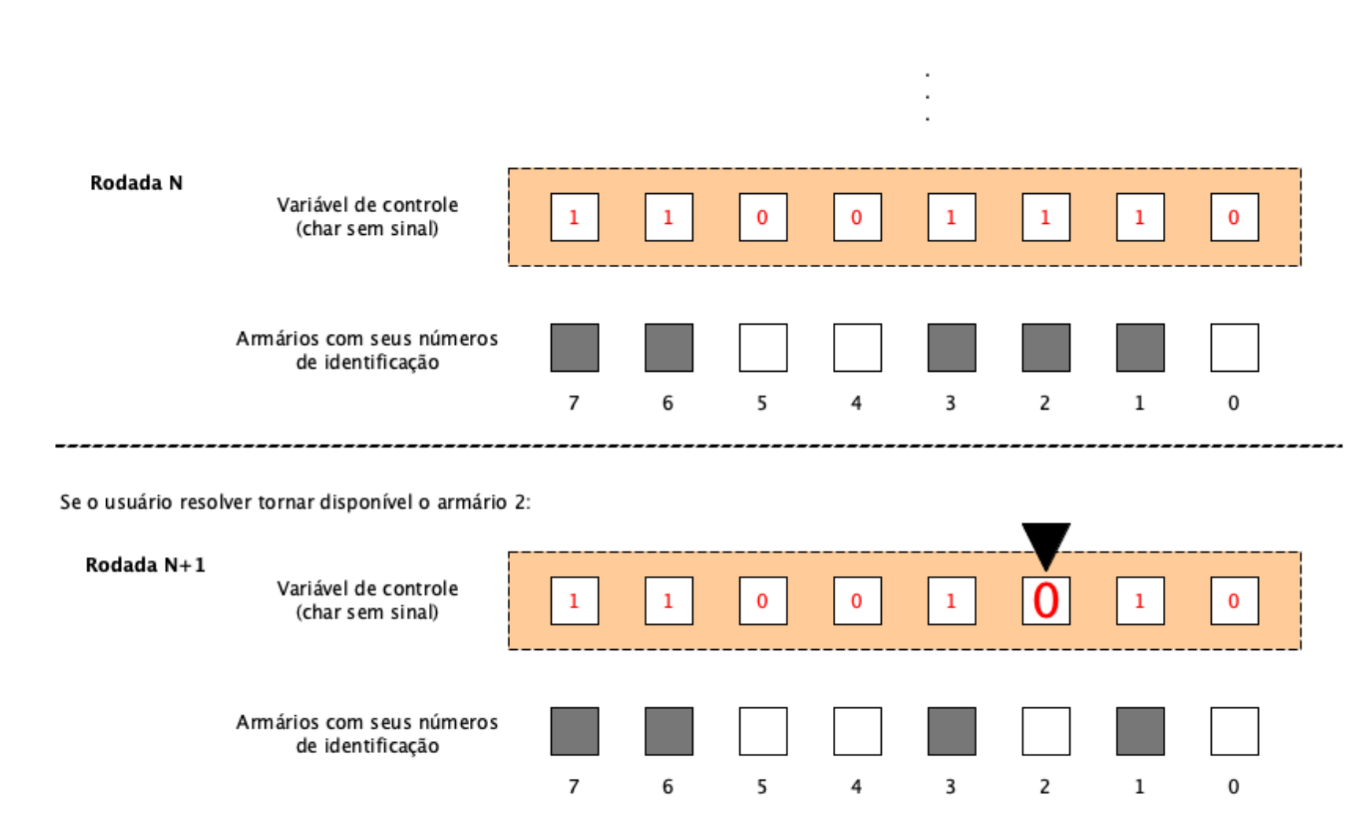 .
.
.
Rodada N
Variável de controle
(char sem sinal)
1 1 0 0 1 1 1 0
Armários com seus números
de identificação
7 6 5 4 3 2 1 0
Se o usuário resolver tornar disponível o armário 2:
Rodada N+1
Variável de controle
(char sem sinal)
1 1 0 0 1 0 1 0
Armários com seus números
de identificação
7 6 5 4 3 2 1 0